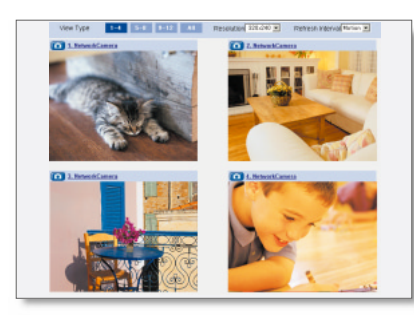 View Type 1-4 5-8 9-12 All Resolution 320x240 Refresh Interval Motion
1. NetworkCamera
2. NetworkCamera
3. NetworkCamera
4. NetworkCamera